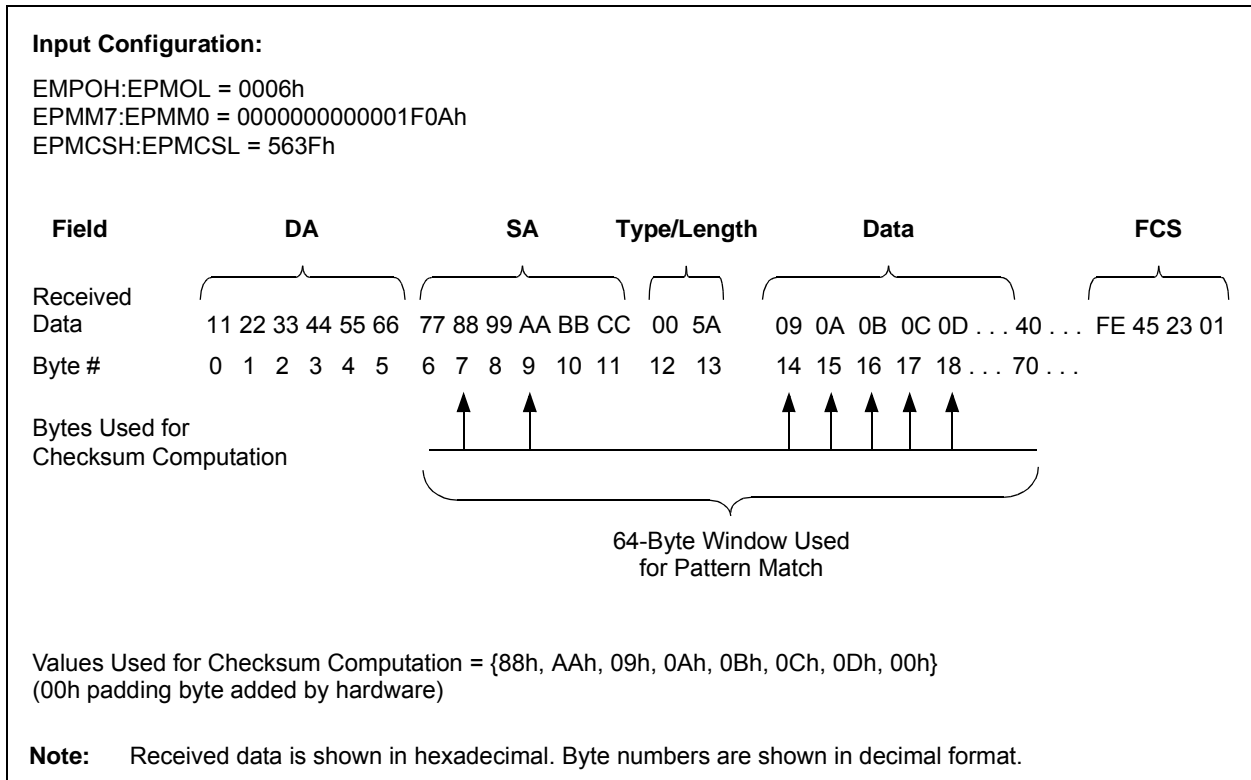 Input Configuration:
EMPOH:EPMOL = 0006h
EPMM7:EPMM0 = 0000000000001F0Ah
EPMCSH:EPMCSL = 563Fh
Field DA SA Type/Length Data FCS
Received
Data 11 22 33 44 55 66 77 88 99 AA BB CC 00 5A 09 0A 0B 0C 0D . . . 40 . . . FE 45 23 01
Byte # 0 1 2 3 4 5 6 7 8 9 10 11 12 13 14 15 16 17 18 . . . 70 . . .
Bytes Used for
Checksum Computation
64-Byte Window Used
for Pattern Match
Values Used for Checksum Computation = {88h, AAh, 09h, 0Ah, 0Bh, 0Ch, 0Dh, 00h}
(00h padding byte added by hardware)
Note: Received data is shown in hexadecimal. Byte numbers are shown in decimal format.